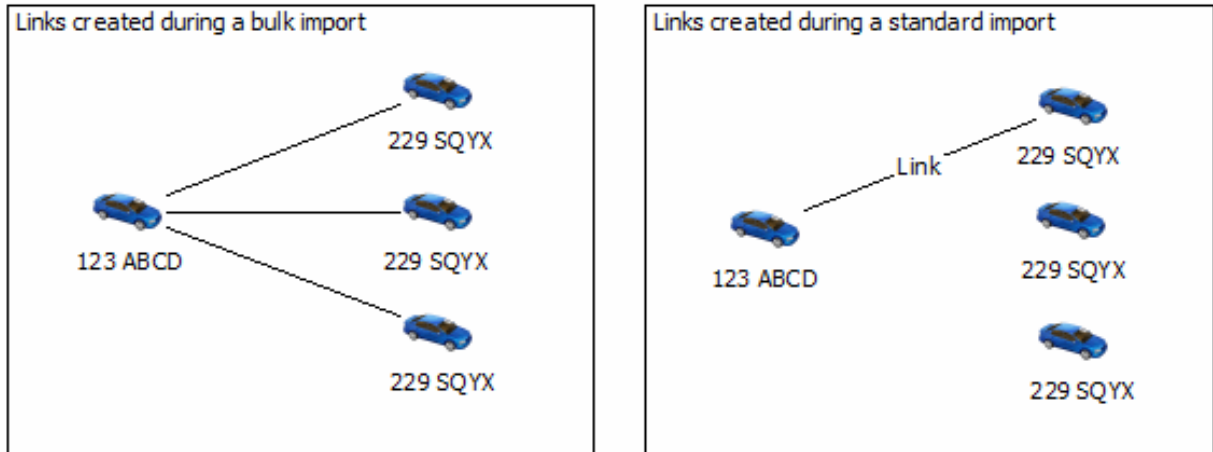 Links created during a bulk import
229 SQYX
123 ABCD
229 SQYX
229 SQYX
Links created during a standard import
229 SQYX
Link
123 ABCD
229 SQYX
229 SQYX